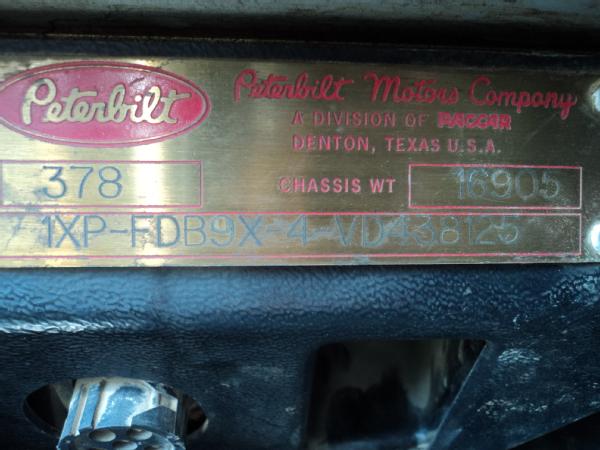 Peterbilt
Peterbilt Motors Company
A DIVISION OF PACCAR
DENTON, TEXAS U.S.A.
378 CHASSIS WT 16905
1XP-FDB9X-4-VD438125